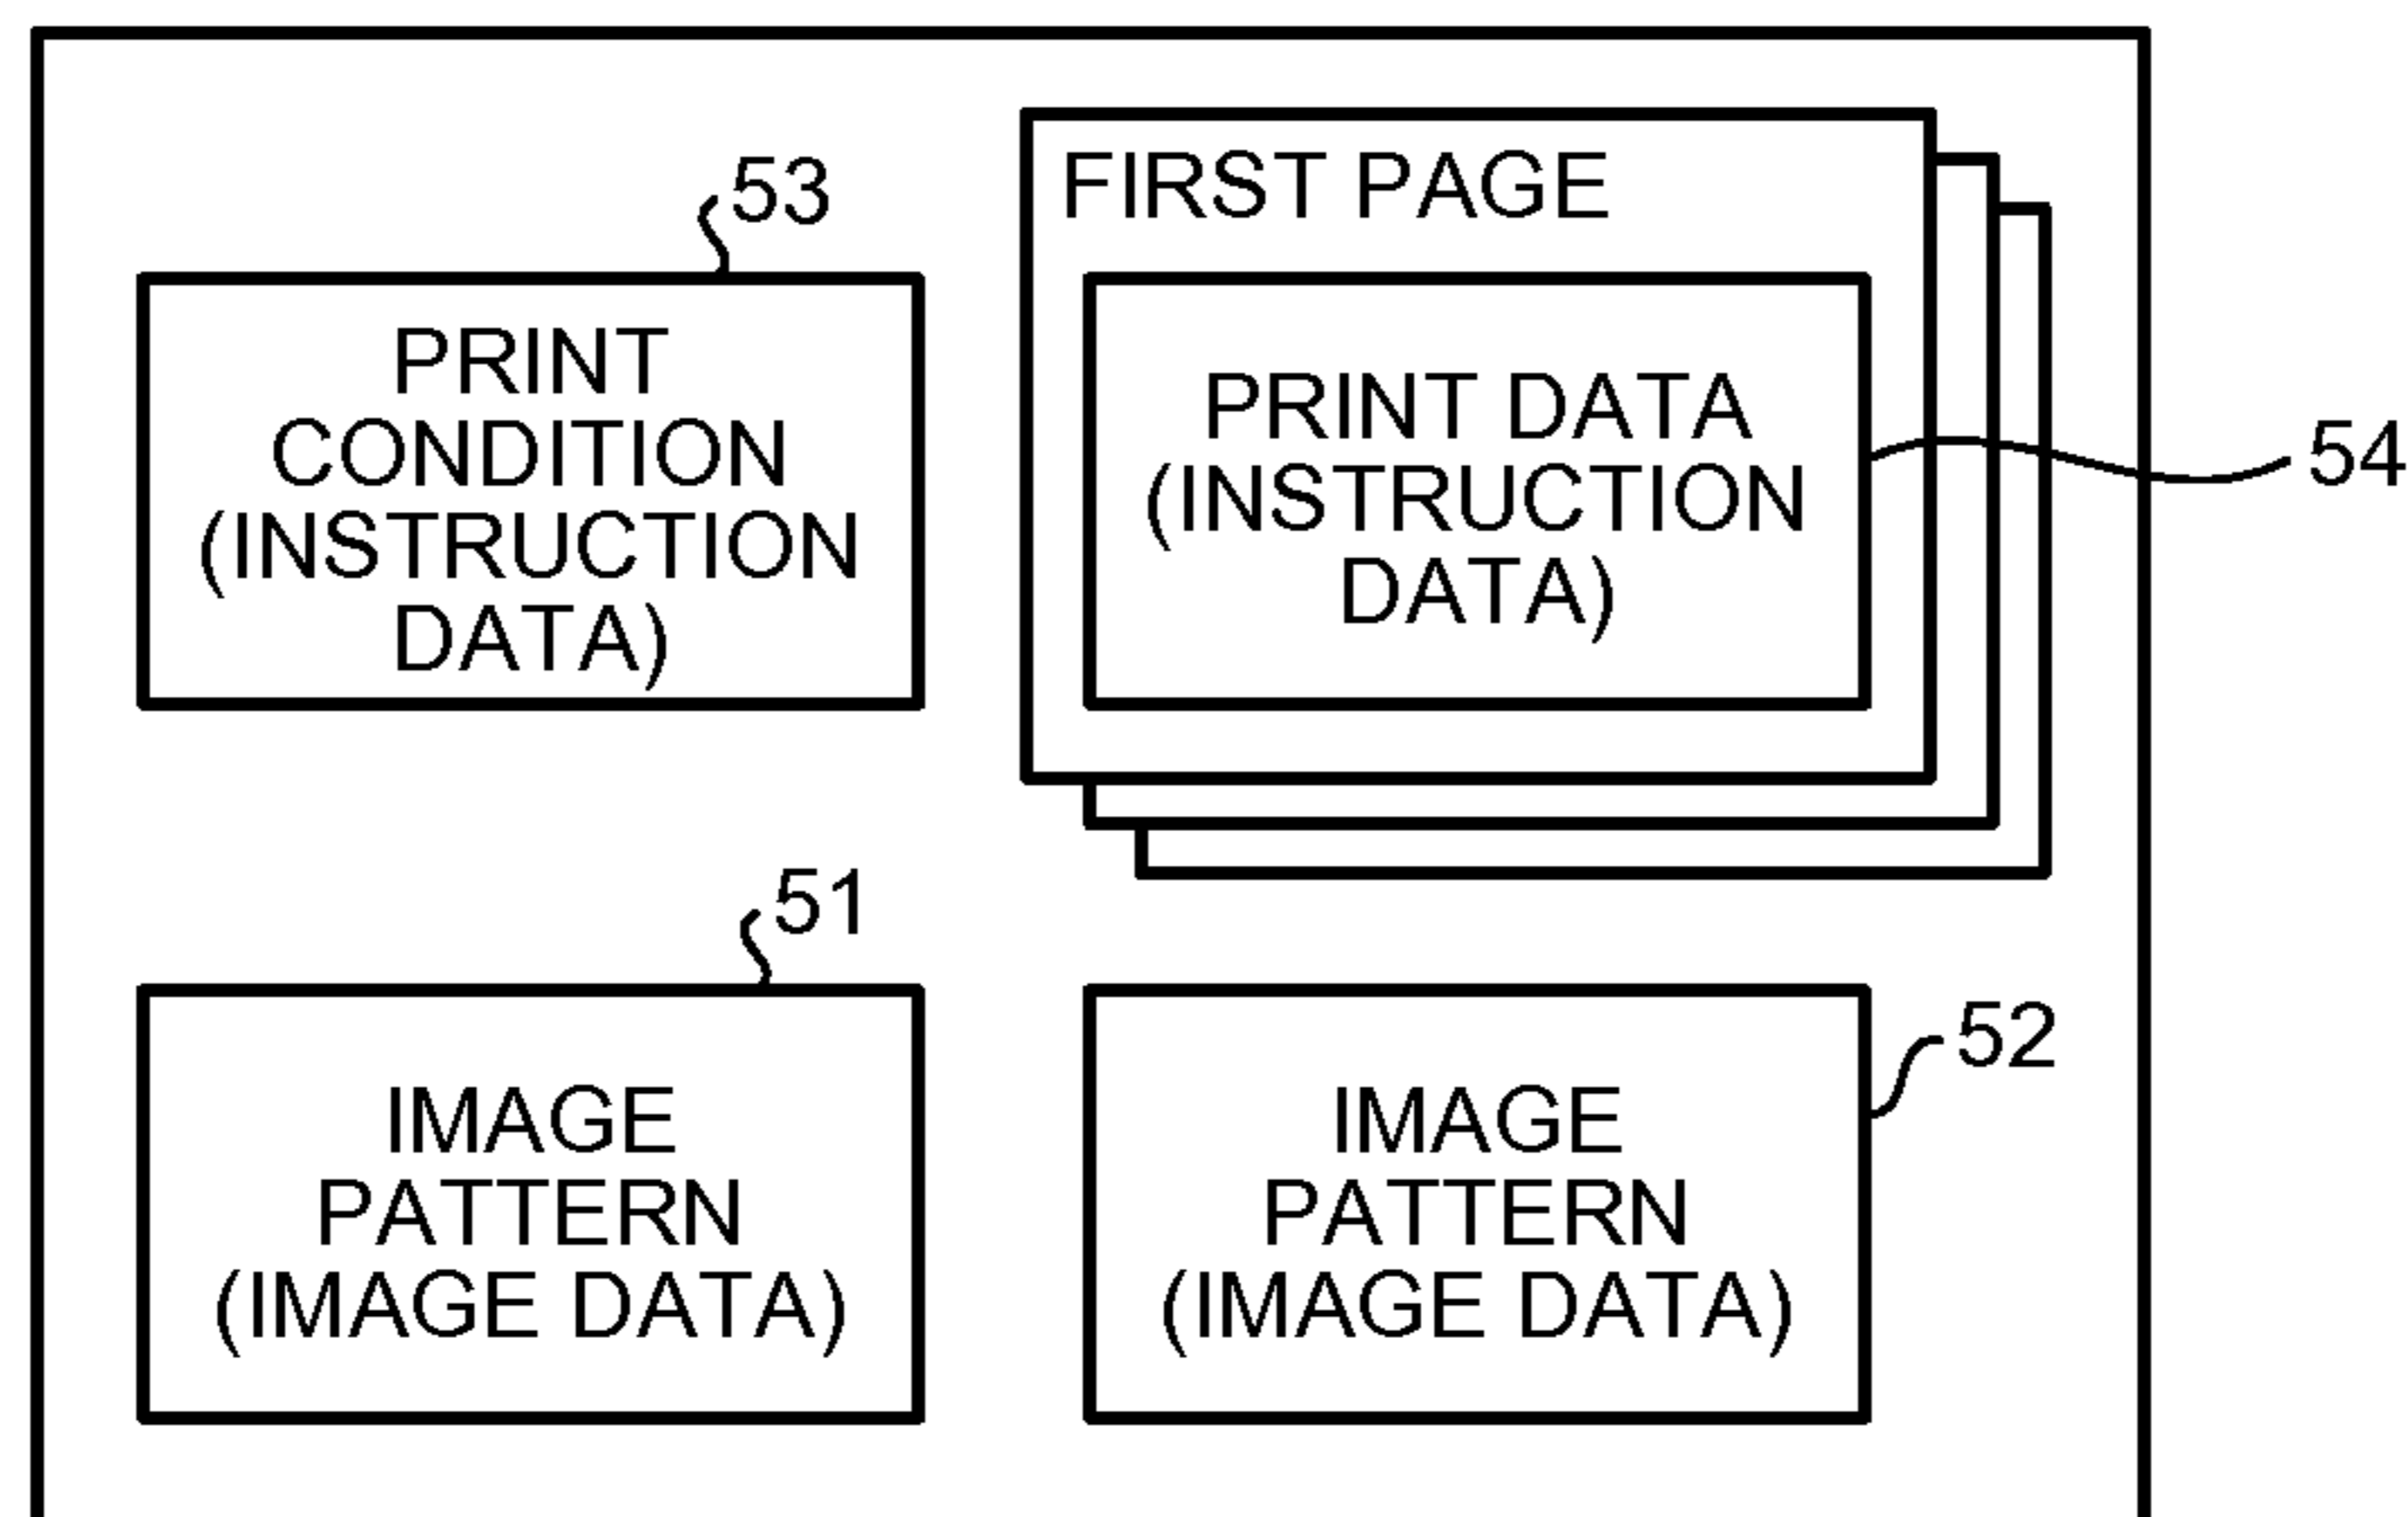 53
PRINT
CONDITION
(INSTRUCTION
DATA)
FIRST PAGE
PRINT DATA
(INSTRUCTION
DATA)
54
51
IMAGE
PATTERN
(IMAGE DATA)
52
IMAGE
PATTERN
(IMAGE DATA)